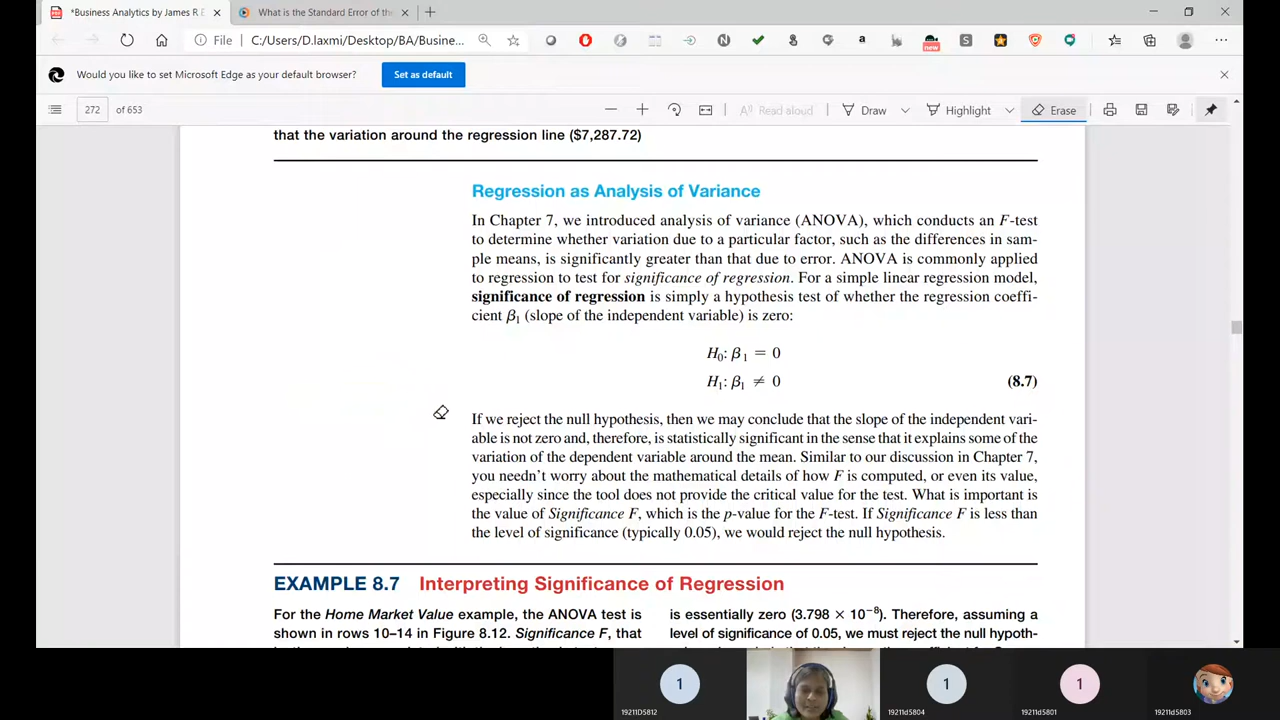 *Business Analytics by James R E
What is the Standard Error of the
File
C:/Users/D.laxmi/Desktop/BA/Busine...
new
Would you like to set Microsoft Edge as your default browser?
Set as default
272 of 653
Read aloud
Draw
Highlight
Erase
that the variation around the regression line ($7,287.72)
Regression as Analysis of Variance
In Chapter 7, we introduced analysis of variance (ANOVA), which conducts an F-test
to determine whether variation due to a particular factor, such as the differences in sam-
ple means, is significantly greater than that due to error. ANOVA is commonly applied
to regression to test for significance of regression. For a simple linear regression model,
significance of regression is simply a hypothesis test of whether the regression coeffi-
cient β1 (slope of the independent variable) is zero:
H0: β1 = 0
H1: β1 ≠ 0 (8.7)
If we reject the null hypothesis, then we may conclude that the slope of the independent vari-
able is not zero and, therefore, is statistically significant in the sense that it explains some of the
variation of the dependent variable around the mean. Similar to our discussion in Chapter 7,
you needn't worry about the mathematical details of how F is computed, or even its value,
especially since the tool does not provide the critical value for the test. What is important is
the value of Significance F, which is the p-value for the F-test. If Significance F is less than
the level of significance (typically 0.05), we would reject the null hypothesis.
EXAMPLE 8.7 Interpreting Significance of Regression
For the Home Market Value example, the ANOVA test is
shown in rows 10–14 in Figure 8.12. Significance F, that
is essentially zero (3.798 × 10−8). Therefore, assuming a
level of significance of 0.05, we must reject the null hypoth-
1
1
1
19211D5812
19211d5804
19211d5801
19211d5803